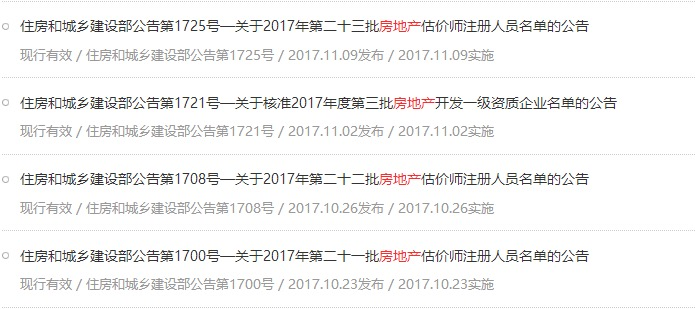 住房和城乡建设部公告第1725号—关于2017年第二十三批房地产估价师注册人员名单的公告
现行有效 / 住房和城乡建设部公告第1725号 / 2017.11.09发布 / 2017.11.09实施
住房和城乡建设部公告第1721号—关于核准2017年度第三批房地产开发一级资质企业名单的公告
现行有效 / 住房和城乡建设部公告第1721号 / 2017.11.02发布 / 2017.11.02实施
住房和城乡建设部公告第1708号—关于2017年第二十二批房地产估价师注册人员名单的公告
现行有效 / 住房和城乡建设部公告第1708号 / 2017.10.26发布 / 2017.10.26实施
住房和城乡建设部公告第1700号—关于2017年第二十一批房地产估价师注册人员名单的公告
现行有效 / 住房和城乡建设部公告第1700号 / 2017.10.23发布 / 2017.10.23实施